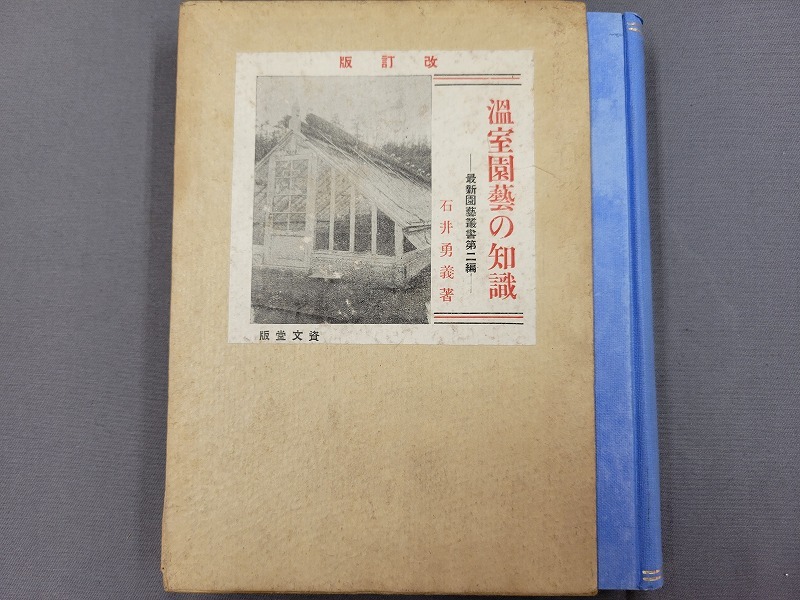 改訂版
溫室園藝の知識
最新園藝叢書第二編
石井勇義著
資文堂版